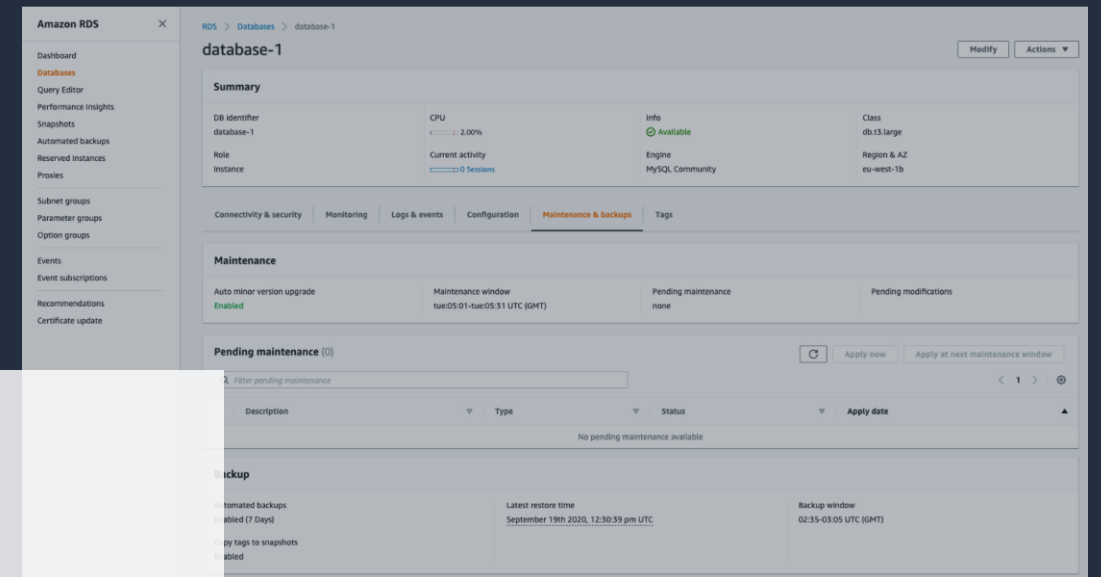 Amazon RDS
Dashboard
Databases
Query Editor
Performance Insights
Snapshots
Automated backups
Reserved instances
Proxies
Subnet groups
Parameter groups
Option groups
Events
Event subscriptions
Recommendations
Certificate update
RDS > Databases > database-1
database-1
Modify Actions
Summary
DB identifier CPU Info Class
database-1 2.00% Available db.t3.large
Role Current activity Engine Region & AZ
Instance 0 Sessions MySQL Community eu-west-1b
Connectivity & security Monitoring Logs & events Configuration Maintenance & backups Tags
Maintenance
Auto minor version upgrade Maintenance window Pending maintenance Pending modifications
Enabled tue:05:01-tue:05:31 UTC (GMT) none
Pending maintenance (0) Apply now Apply at next maintenance window
Filter pending maintenance < 1 >
Description Type Status Apply date
No pending maintenance available
Backup
Automated backups Latest restore time Backup window
Enabled (7 Days) September 19th 2020, 12:30:39 pm UTC 02:35-03:05 UTC (GMT)
Copy tags to snapshots
Enabled